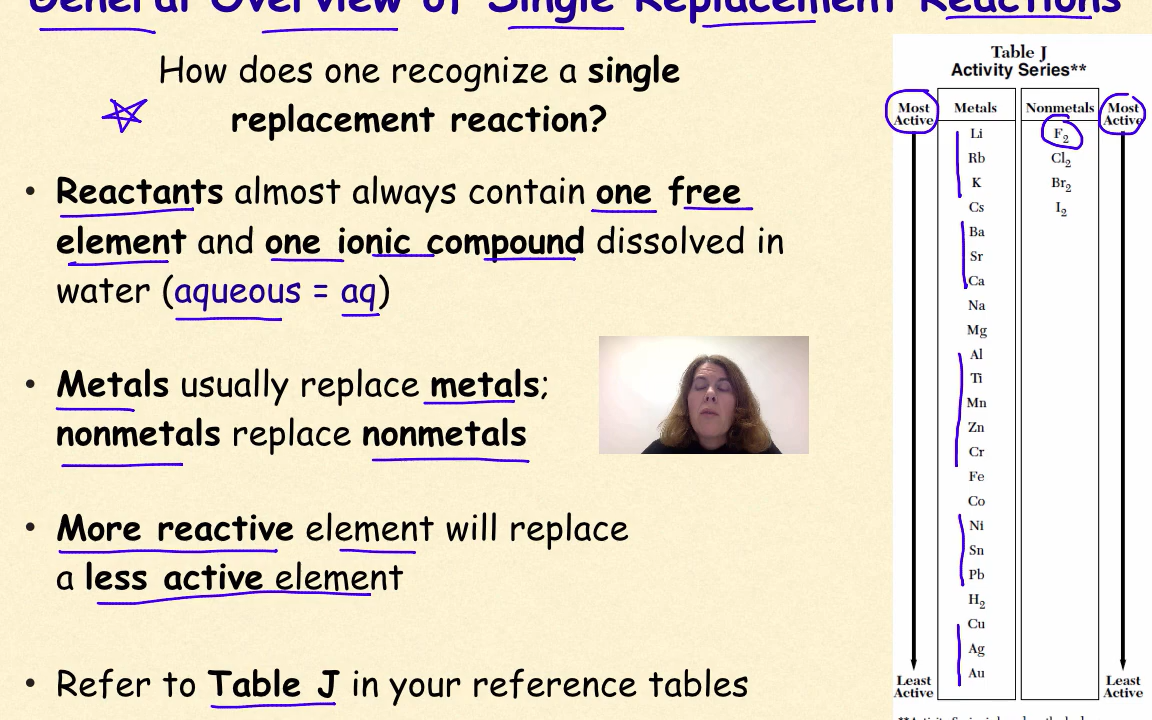 General Overview of Single Replacement Reactions
How does one recognize a single
replacement reaction?
• Reactants almost always contain one free
element and one ionic compound dissolved in
water (aqueous = aq)
• Metals usually replace metals;
nonmetals replace nonmetals
• More reactive element will replace
a less active element
• Refer to Table J in your reference tables
Table J
Activity Series**
Most Active
Metals
Nonmetals
Most Active
Li
F₂
Rb
Cl₂
K
Br₂
Cs
I₂
Ba
Sr
Ca
Na
Mg
Al
Ti
Mn
Zn
Cr
Fe
Co
Ni
Sn
Pb
H₂
Cu
Ag
Au
Least Active
Least Active